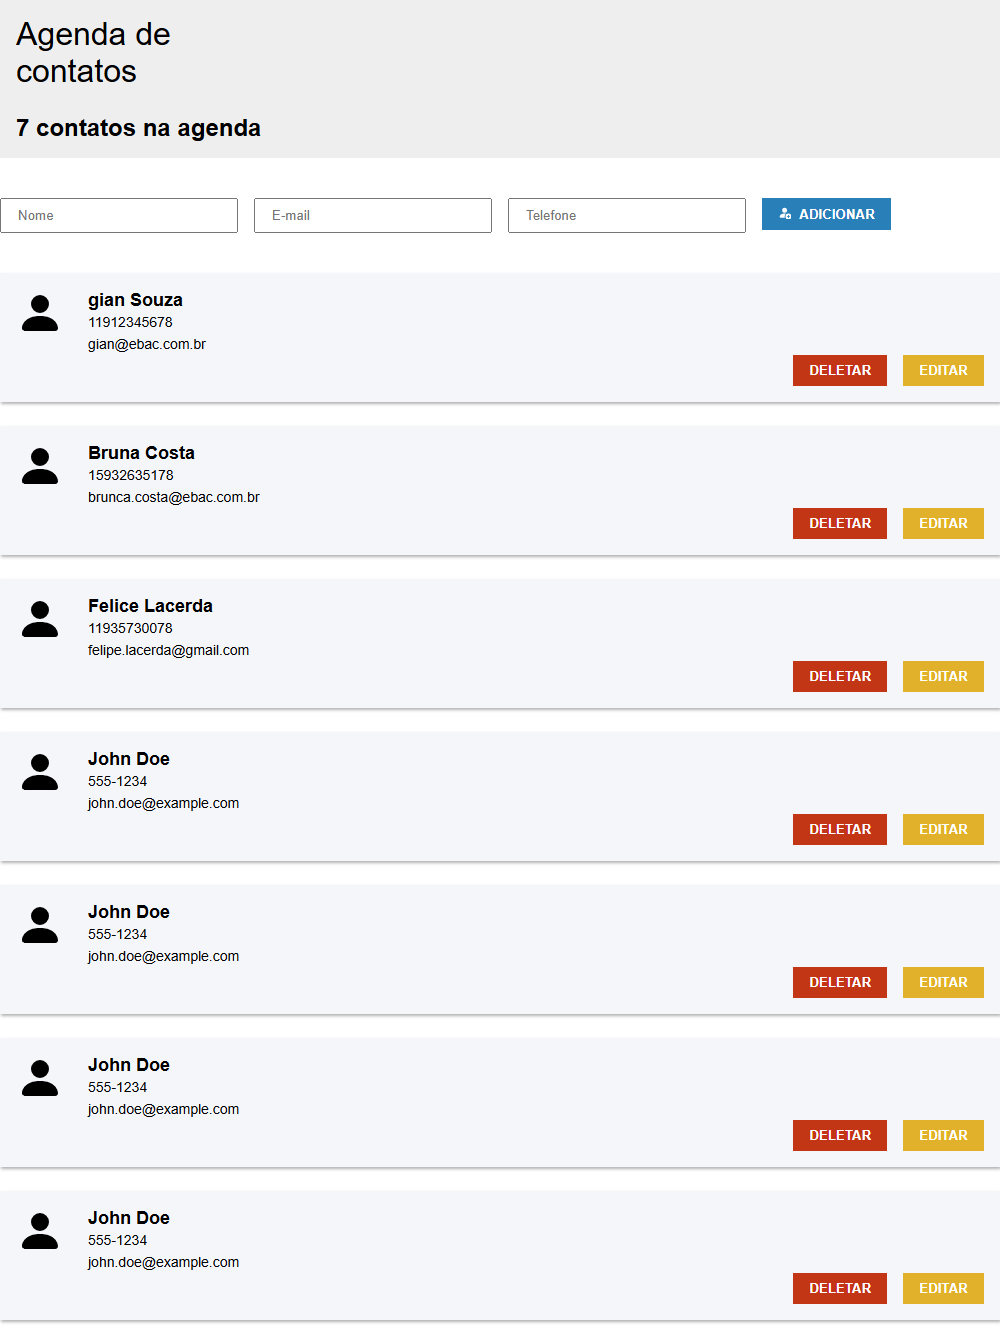 Agenda de
contatos
7 contatos na agenda
Nome E-mail Telefone ADICIONAR
gian Souza
11912345678
gian@ebac.com.br
DELETAR EDITAR
Bruna Costa
15932635178
brunca.costa@ebac.com.br
DELETAR EDITAR
Felice Lacerda
11935730078
felipe.lacerda@gmail.com
DELETAR EDITAR
John Doe
555-1234
john.doe@example.com
DELETAR EDITAR
John Doe
555-1234
john.doe@example.com
DELETAR EDITAR
John Doe
555-1234
john.doe@example.com
DELETAR EDITAR
John Doe
555-1234
john.doe@example.com
DELETAR EDITAR